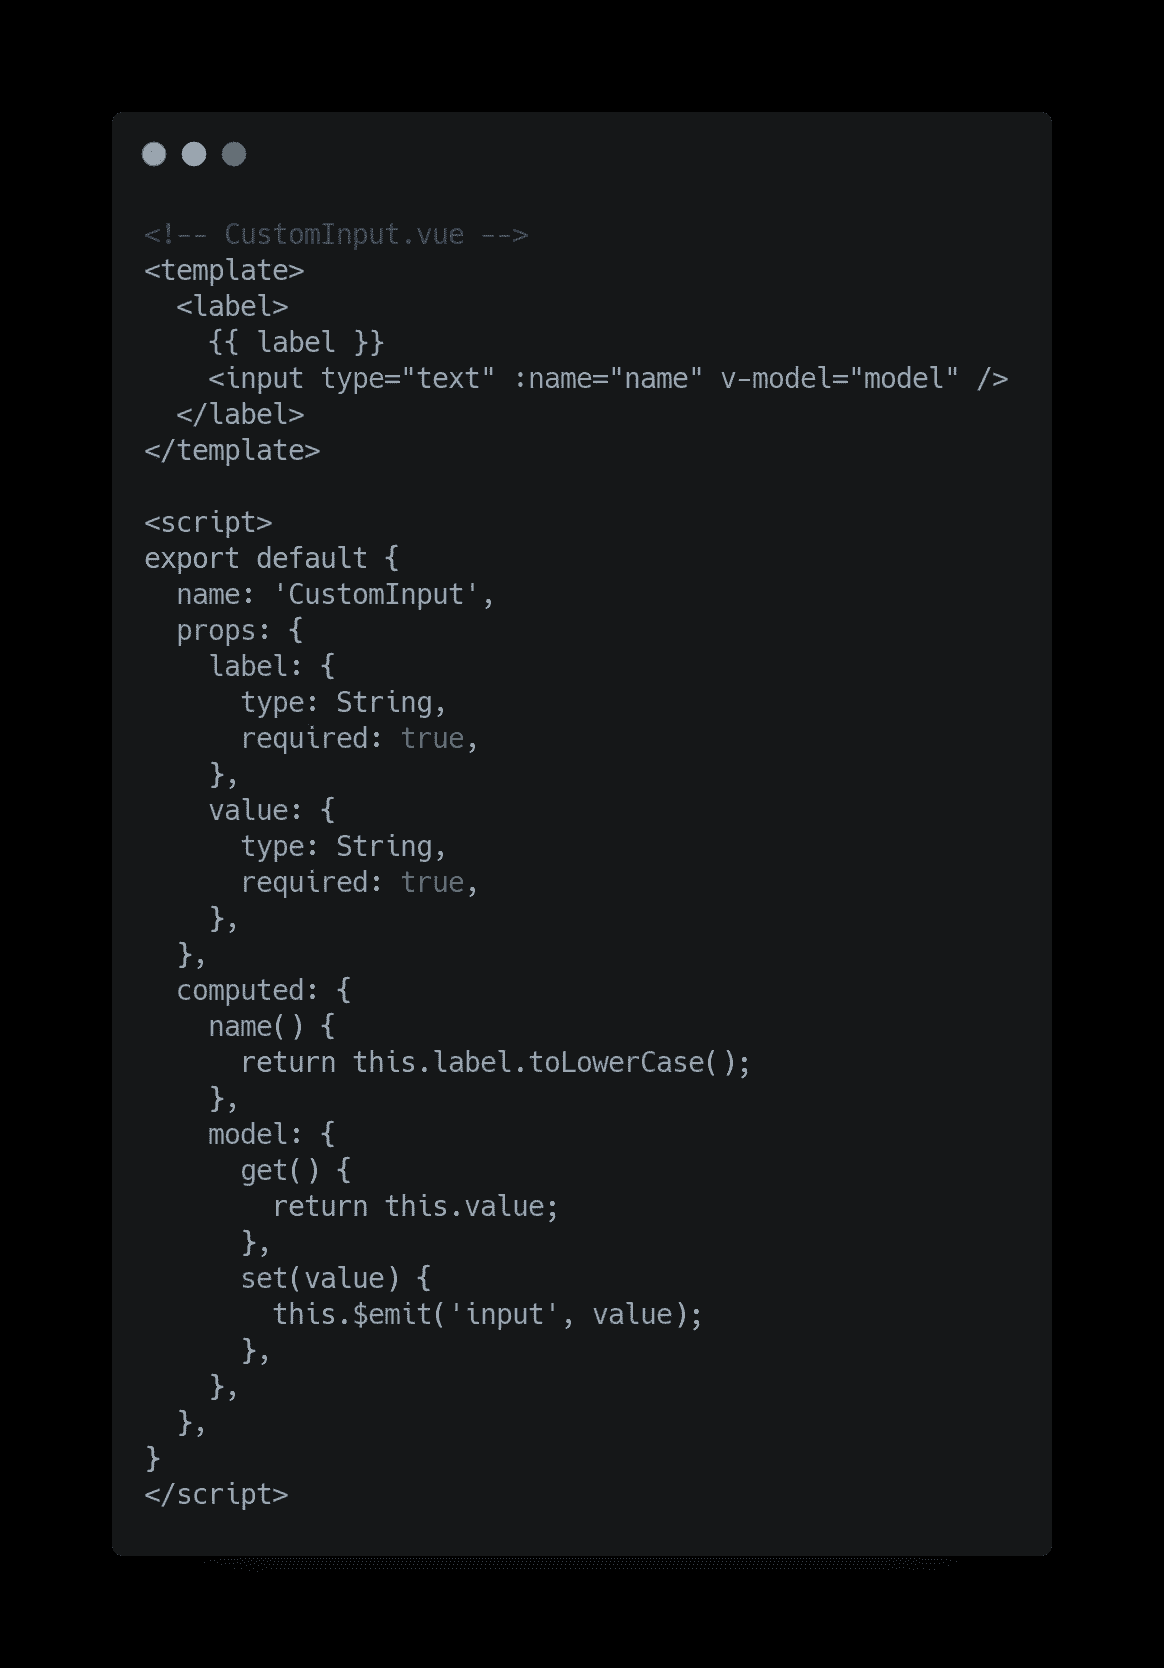 <!-- CustomInput.vue -->
<template>
  <label>
    {{ label }}
    <input type="text" :name="name" v-model="model" />
  </label>
</template>

<script>
export default {
  name: 'CustomInput',
  props: {
    label: {
      type: String,
      required: true,
    },
    value: {
      type: String,
      required: true,
    },
  },
  computed: {
    name() {
      return this.label.toLowerCase();
    },
    model: {
      get() {
        return this.value;
      },
      set(value) {
        this.$emit('input', value);
      },
    },
  },
}
</script>